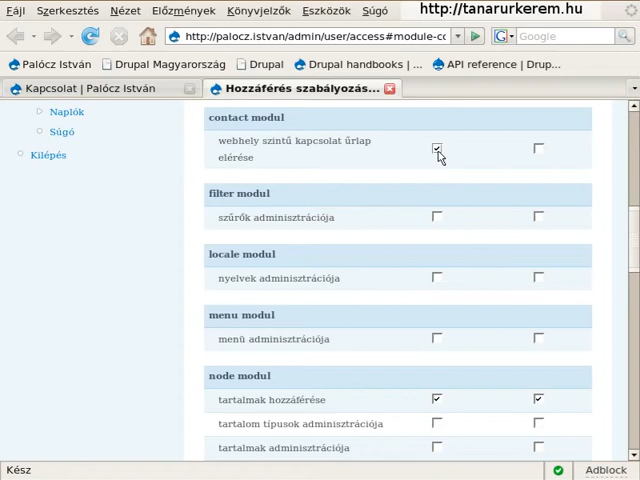 Fájl Szerkesztés Nézet Előzmények Könyvjelzők Eszközök Súgó http://tanarurkerem.hu
http://palocz.istvan/admin/user/access#module-cc Google
Palócz István Drupal Magyarország Drupal Drupal handbooks | ... API reference | Drup...
Kapcsolat | Palócz István Hozzáférés szabályozás...
Naplók
Súgó
Kilépés
contact modul
webhely szintű kapcsolat űrlap
elérése
filter modul
szűrők adminisztrációja
locale modul
nyelvek adminisztrációja
menu modul
menü adminisztrációja
node modul
tartalmak hozzáférése
tartalom típusok adminisztrációja
tartalmak adminisztrációja
Kész Adblock